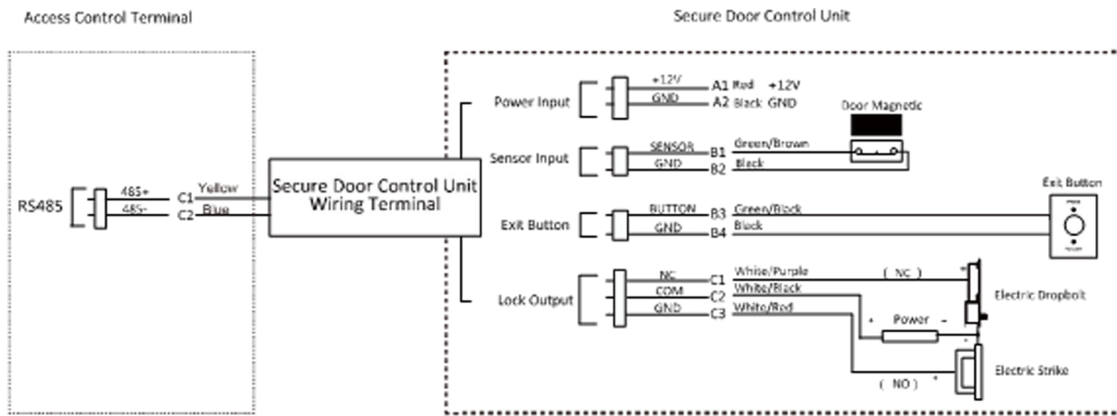 Access Control Terminal
Secure Door Control Unit
Power Input
+12V
A1 Red +12V
GND
A2 Black GND
Door Magnetic
Sensor Input
SENSOR
B1
Green/Brown
GND
B2
Black
Secure Door Control Unit
Wiring Terminal
RS485
485+
C1
Yellow
485-
C2
Blue
Exit Button
Exit Button
BUTTON
B3
Green/Black
GND
B4
Black
Lock Output
NC
C1
White/Purple
( NC )
COM
C2
White/Black
GND
C3
White/Red
Electric Dropbolt
+ Power -
Electric Strike
( NO )
+